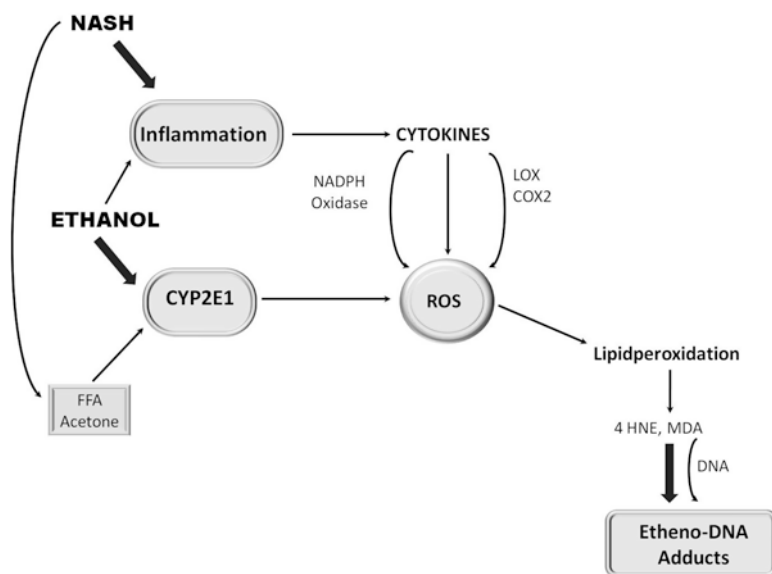 NASH
Inflammation
CYTOKINES
NADPH
Oxidase
LOX
COX2
ETHANOL
CYP2E1
ROS
Lipidperoxidation
FFA
Acetone
4 HNE, MDA
DNA
Etheno-DNA
Adducts